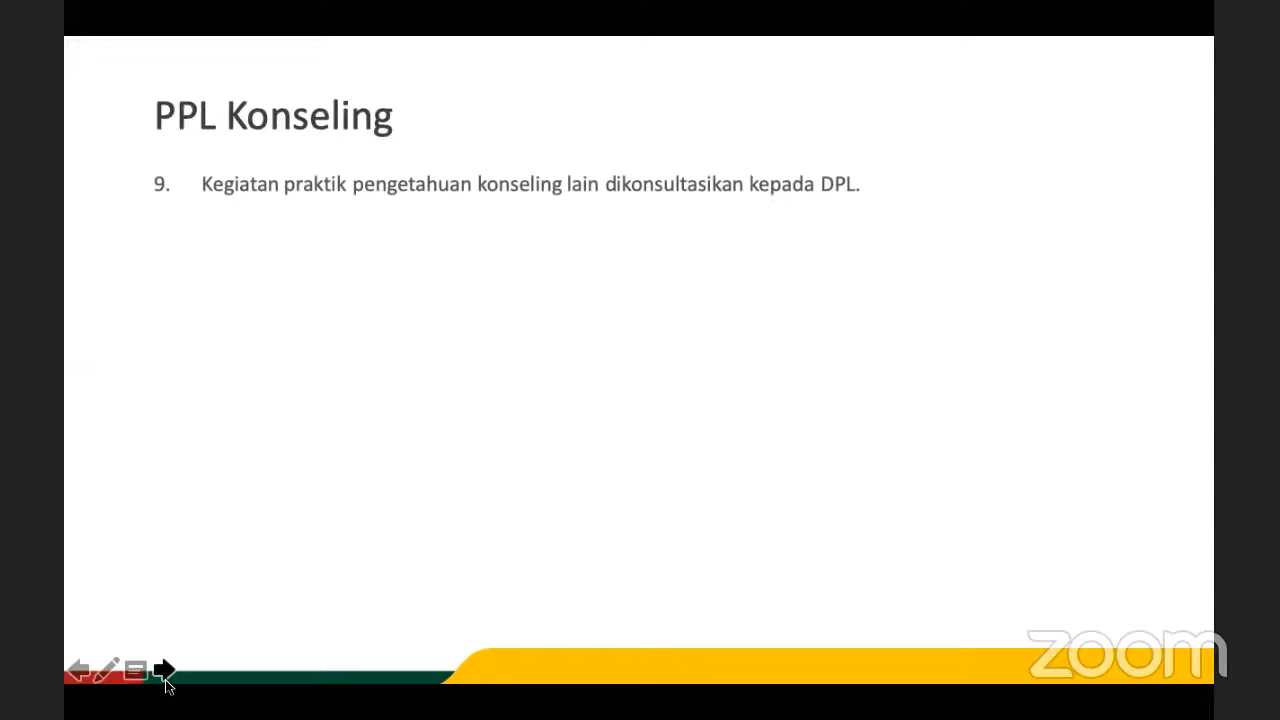 PPL Konseling
9. Kegiatan praktik pengetahuan konseling lain dikonsultasikan kepada DPL.
zoom